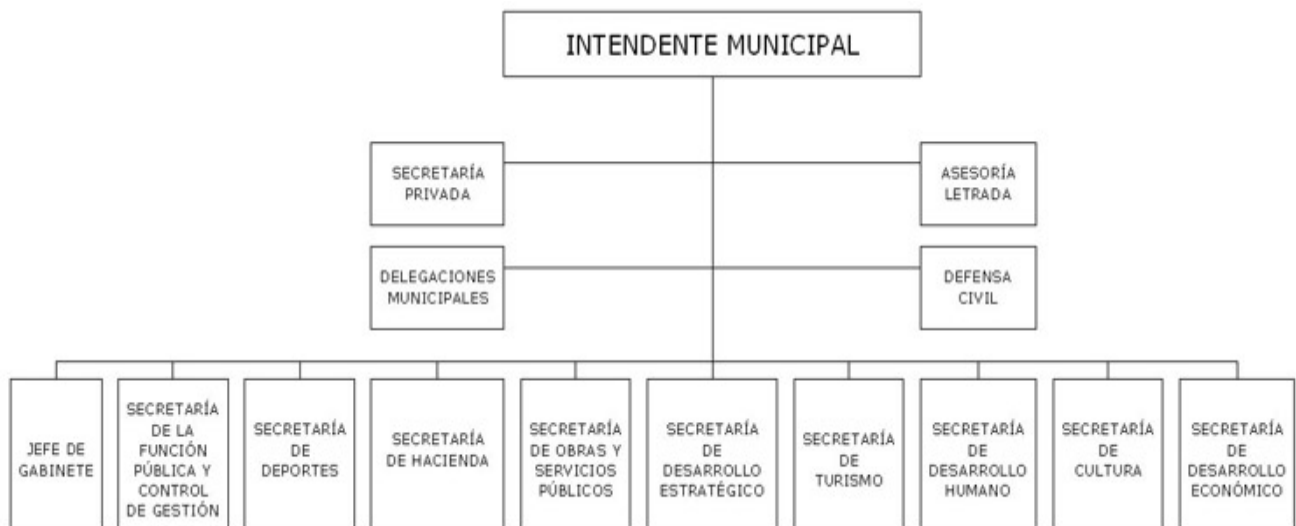 INTENDENTE MUNICIPAL
SECRETARÍA
PRIVADA
ASESORÍA
LETRADA
DELEGACIONES
MUNICIPALES
DEFENSA
CIVIL
JEFE DE
GABINETE
SECRETARÍA
DE LA
FUNCIÓN
PÚBLICA Y
CONTROL
DE GESTIÓN
SECRETARÍA
DE
DEPORTES
SECRETARÍA
DE HACIENDA
SECRETARÍA
DE OBRAS Y
SERVICIOS
PÚBLICOS
SECRETARÍA
DE
DESARROLLO
ESTRATÉGICO
SECRETARÍA
DE
TURISMO
SECRETARÍA
DE
DESARROLLO
HUMANO
SECRETARÍA
DE
CULTURA
SECRETARÍA
DE
DESARROLLO
ECONÓMICO